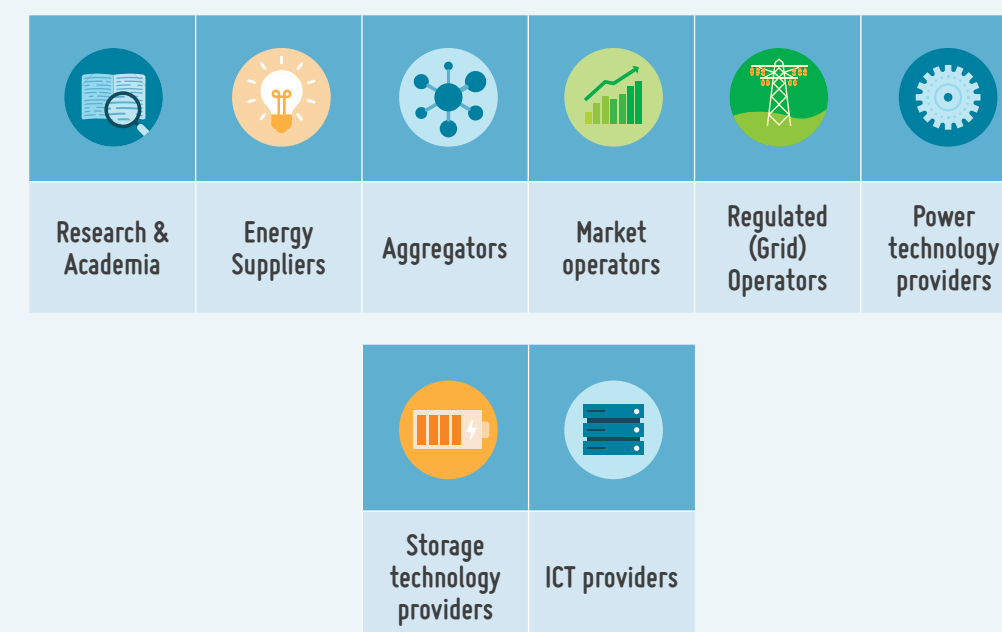 Research &
Academia
Energy
Suppliers
Aggregators
Market
operators
Regulated
(Grid)
Operators
Power
technology
providers
Storage
technology
providers
ICT providers